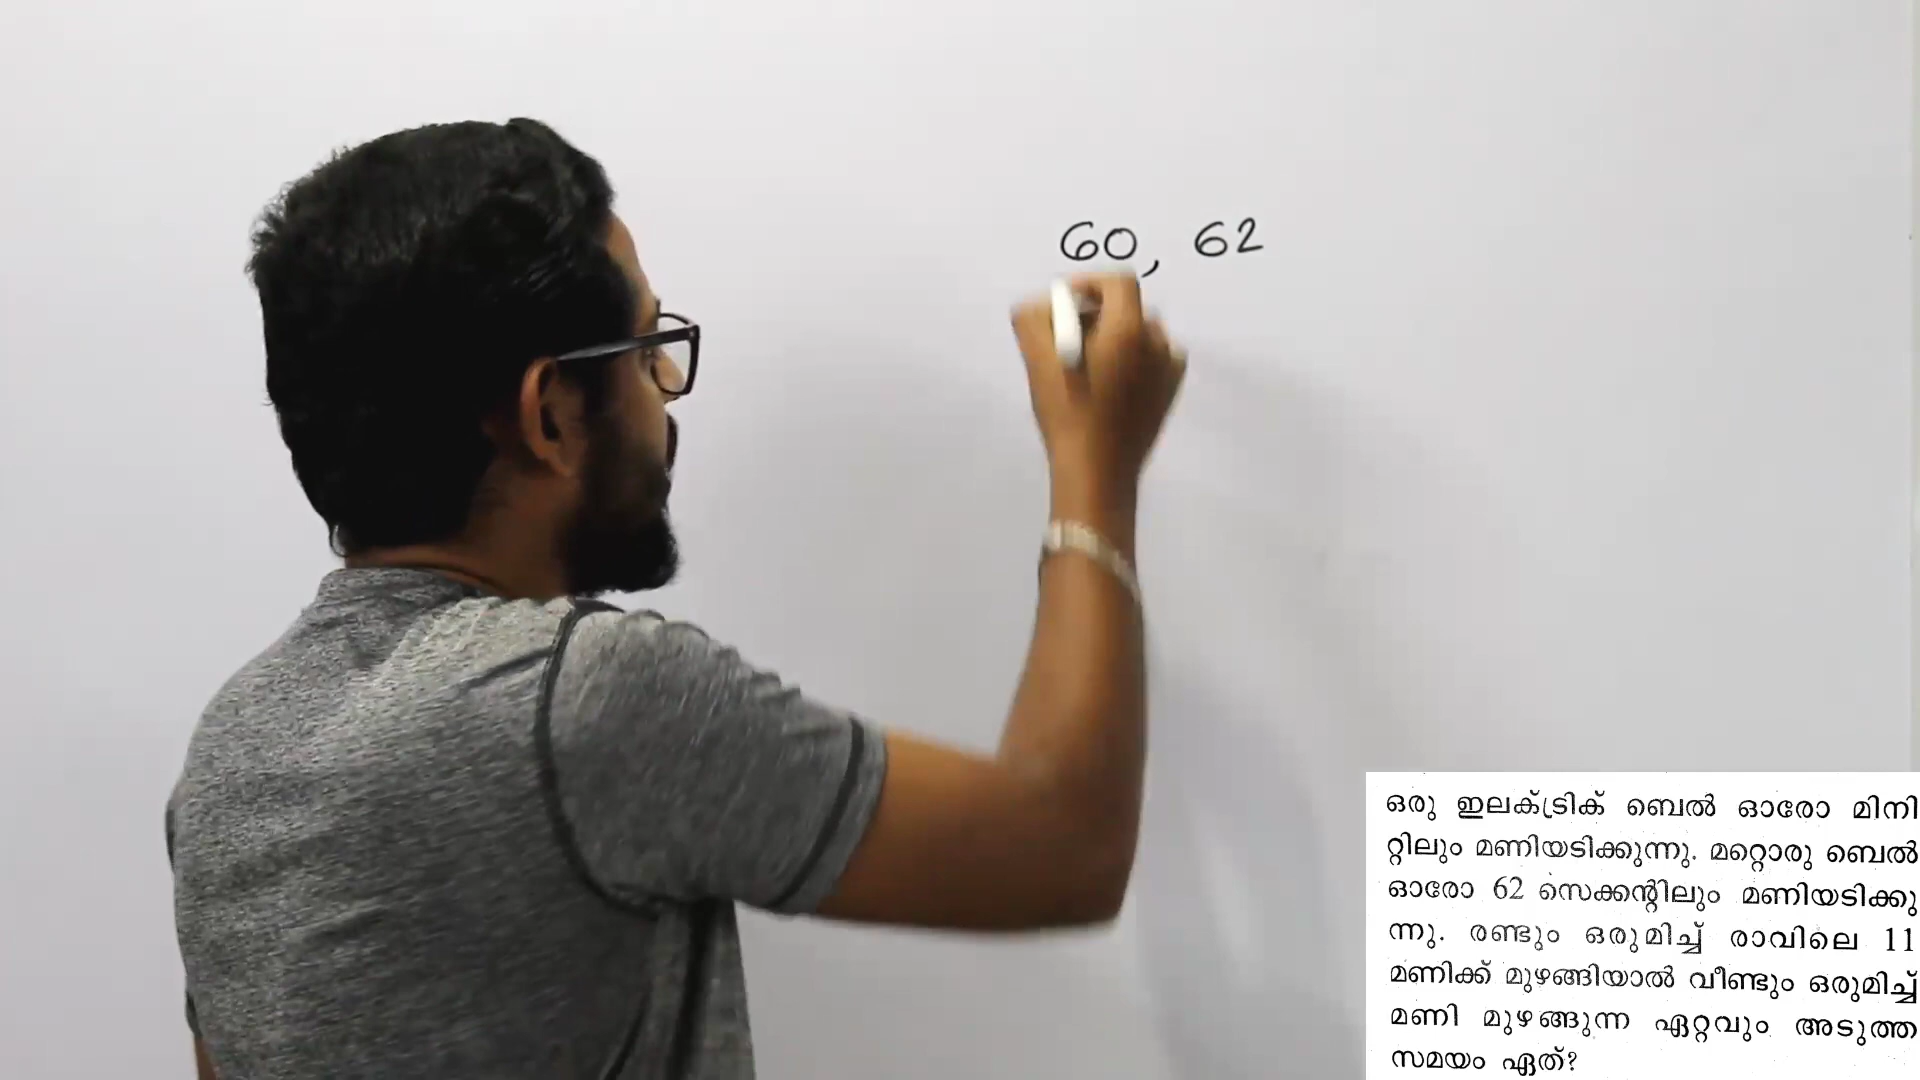 60, 62
ഒരു ഇലക്ട്രിക് ബെൽ ഓരോ മിനി
റ്റിലും മണിയടിക്കുന്നു. മറ്റൊരു ബെൽ
ഓരോ 62 സെക്കന്റിലും മണിയടിക്കു
ന്നു. രണ്ടും ഒരുമിച്ച് രാവിലെ 11
മണിക്ക് മുഴങ്ങിയാൽ വീണ്ടും ഒരുമിച്ച്
മണി മുഴങ്ങുന്ന ഏറ്റവും അടുത്ത
സമയം ഏത്?